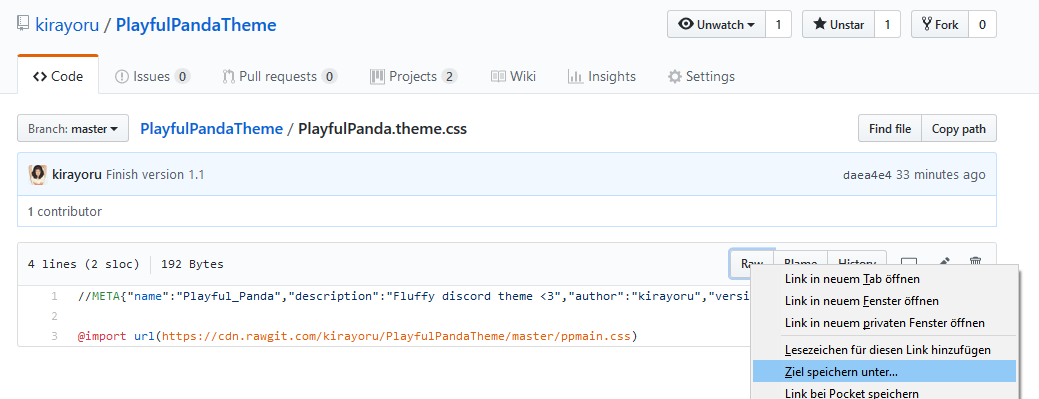 kirayoru / PlayfulPandaTheme
Unwatch 1 Unstar 1 Fork 0
Code Issues 0 Pull requests 0 Projects 2 Wiki Insights Settings
Branch: master PlayfulPandaTheme / PlayfulPanda.theme.css Find file Copy path
kirayoru Finish version 1.1 daea4e4 33 minutes ago
1 contributor
4 lines (2 sloc) 192 Bytes Raw Blame History
1 //META{"name":"Playful_Panda","description":"Fluffy discord theme <3","author":"kirayoru","versi
2
3 @import url(https://cdn.rawgit.com/kirayoru/PlayfulPandaTheme/master/ppmain.css)
Link in neuem Tab öffnen
Link in neuem Fenster öffnen
Link in neuem privaten Fenster öffnen
Lesezeichen für diesen Link hinzufügen
Ziel speichern unter...
Link bei Pocket speichern